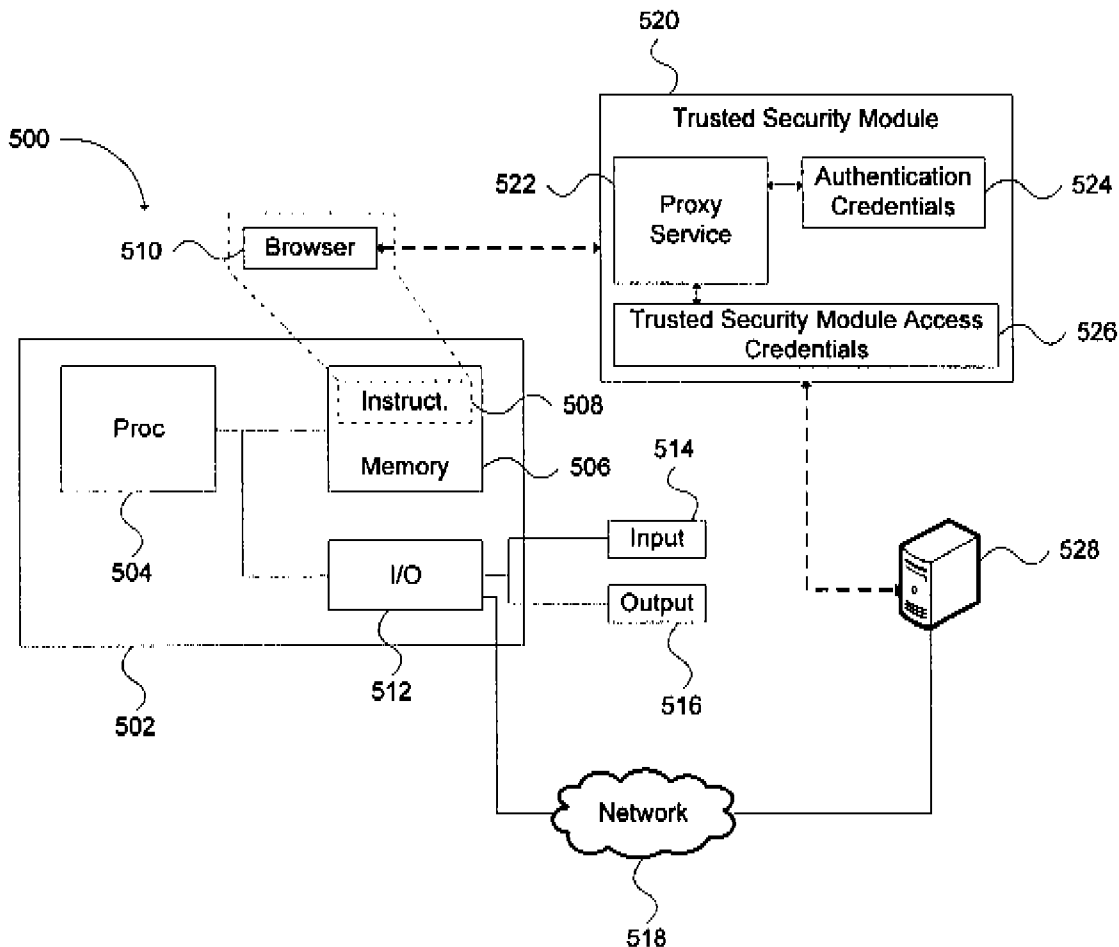 520
Trusted Security Module
500
522
Proxy
Service
Authentication
Credentials
524
510
Browser
Trusted Security Module Access
Credentials
526
Proc
Instruct.
508
Memory
506
514
Input
528
504
I/O
Output
512
516
502
Network
518